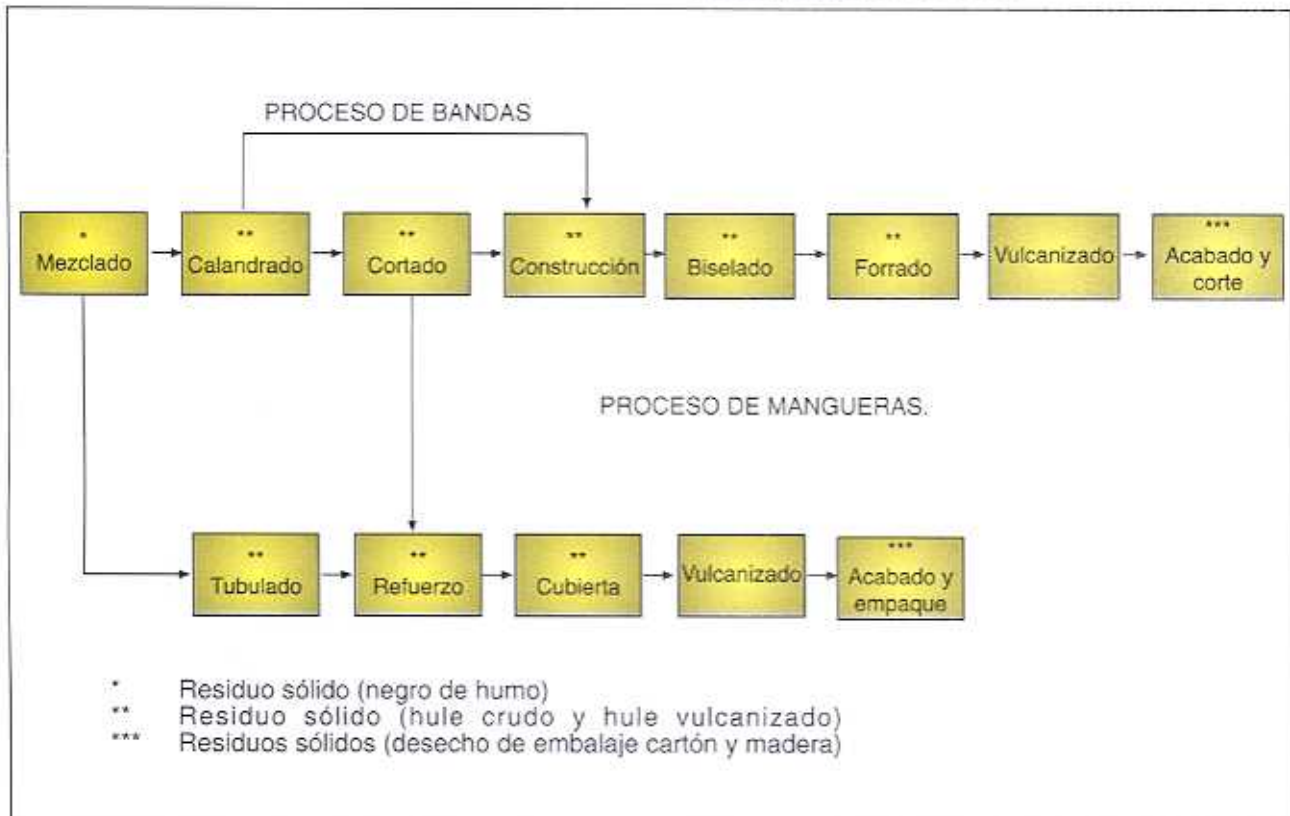 PROCESO DE BANDAS
*
Mezclado
**
Calandrado
**
Cortado
**
Construcción
**
Biselado
**
Forrado
Vulcanizado
***
Acabado y
corte
PROCESO DE MANGUERAS.
**
Tubulado
**
Refuerzo
**
Cubierta
Vulcanizado
***
Acabado y
empaque
* Residuo sólido (negro de humo)
** Residuo sólido (hule crudo y hule vulcanizado)
*** Residuos sólidos (desecho de embalaje cartón y madera)